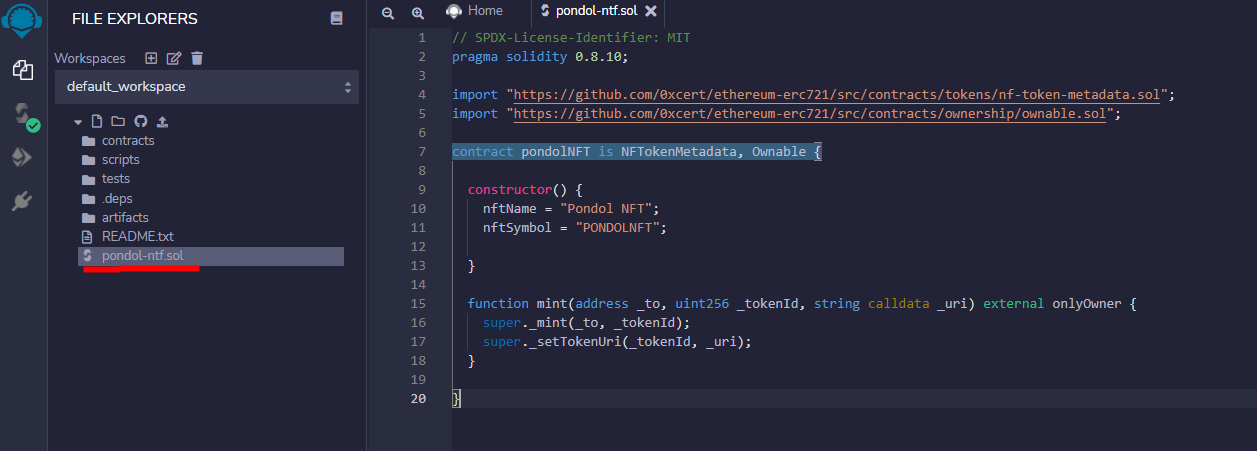 FILE EXPLORERS
Workspaces
default_workspace
contracts
scripts
tests
.deps
artifacts
README.txt
pondol-ntf.sol
Home
pondol-ntf.sol
1 // SPDX-License-Identifier: MIT
2 pragma solidity 0.8.10;
3
4 import "https://github.com/0xcert/ethereum-erc721/src/contracts/tokens/nf-token-metadata.sol";
5 import "https://github.com/0xcert/ethereum-erc721/src/contracts/ownership/ownable.sol";
6
7 contract pondolNFT is NFTokenMetadata, Ownable {
8
9 constructor() {
10 nftName = "Pondol NFT";
11 nftSymbol = "PONDOLNFT";
12
13 }
14
15 function mint(address _to, uint256 _tokenId, string calldata _uri) external onlyOwner {
16 super._mint(_to, _tokenId);
17 super._setTokenUri(_tokenId, _uri);
18 }
19
20 }